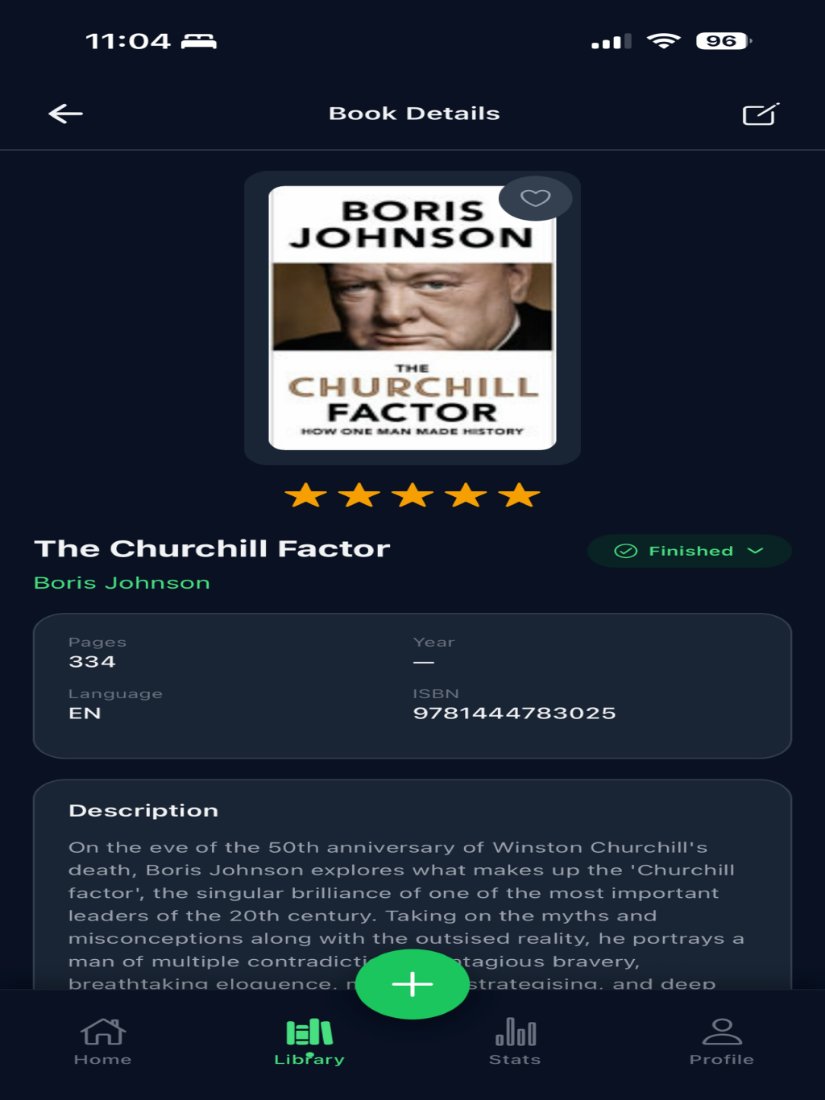 11:04
96
Book Details
BORIS
JOHNSON
THE
CHURCHILL
FACTOR
HOW ONE MAN MADE HISTORY
The Churchill Factor
Finished
Boris Johnson
Pages
Year
334
—
Language
ISBN
EN
9781444783025
Description
On the eve of the 50th anniversary of Winston Churchill's
death, Boris Johnson explores what makes up the 'Churchill
factor', the singular brilliance of one of the most important
leaders of the 20th century. Taking on the myths and
misconceptions along with the outsised reality, he portrays a
man of multiple bravery,
breathtaking eloquence, strategising, and deep
Home
Library
Stats
Profile